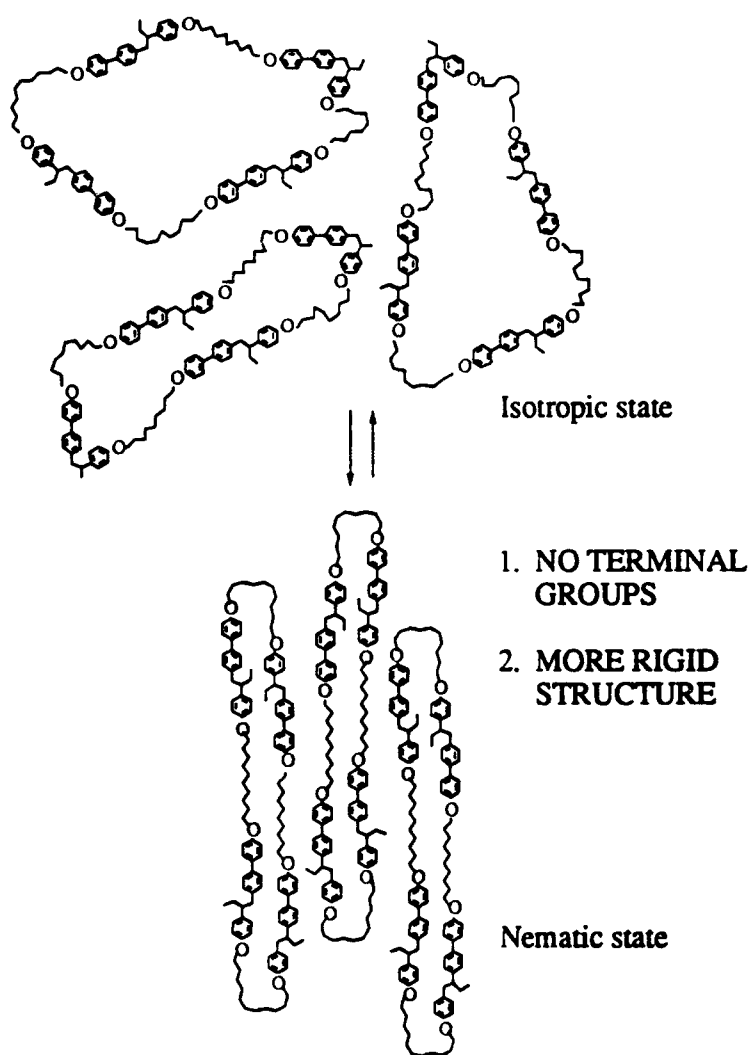 Isotropic state
1. NO TERMINAL
GROUPS
2. MORE RIGID
STRUCTURE
Nematic state